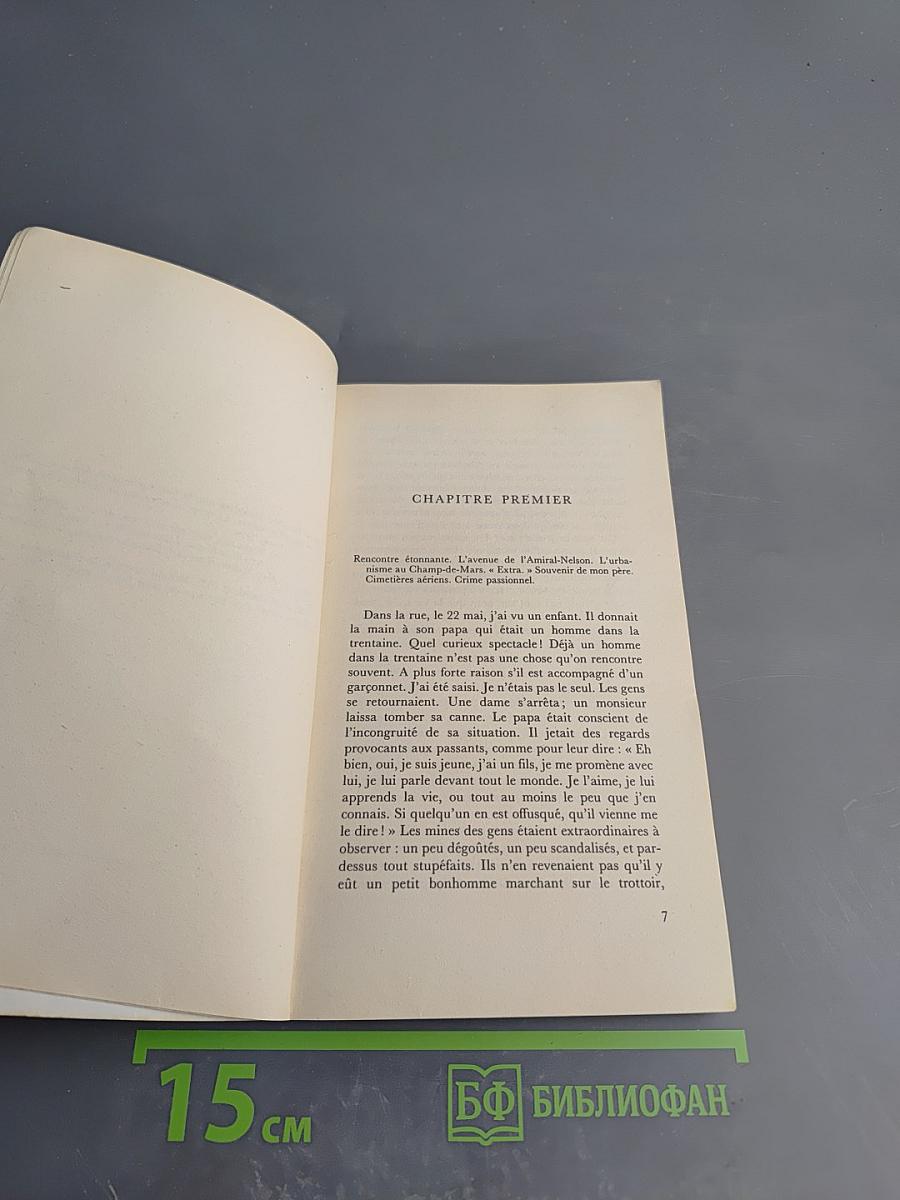 CHAPITRE PREMIER
Rencontre étonnante. L'avenue de l'Amiral-Nelson. L'urba-
nisme au Champ-de-Mars. « Extra. » Souvenir de mon père.
Cimetières aériens. Crime passionnel.
Dans la rue, le 22 mai, j'ai vu un enfant. Il donnait
la main à son papa qui était un homme dans la
trentaine. Quel curieux spectacle! Déjà un homme
dans la trentaine n'est pas une chose qu'on rencontre
souvent. A plus forte raison s'il est accompagné d'un
garçonnet. J'ai été saisi. Je n'étais pas le seul. Les gens
se retournaient. Une dame s'arrêta; un monsieur
laissa tomber sa canne. Le papa était conscient de
l'incongruité de sa situation. Il jetait des regards
provocants aux passants, comme pour leur dire : « Eh
bien, oui, je suis jeune, j'ai un fils, je me promène avec
lui, je lui parle devant tout le monde. Je l'aime, je lui
apprends la vie, ou tout au moins le peu que j'en
connais. Si quelqu'un en est offusqué, qu'il vienne me
le dire! » Les mines des gens étaient extraordinaires à
observer : un peu dégoûtés, un peu scandalisés, et par-
dessus tout stupéfaits. Ils n'en revenaient pas qu'il y
eût un petit bonhomme marchant sur le trottoir,
7
15 см
БФ БИБЛИОФАН